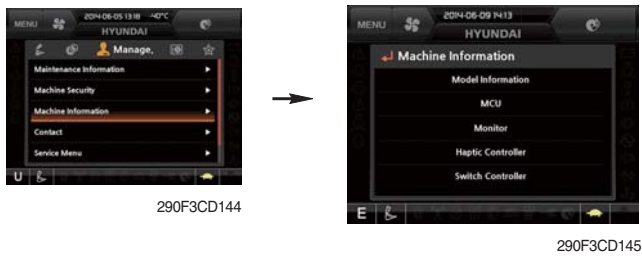 MENU
2014-06-05 13:18 -40°C
HYUNDAI
Manage.
Maintenance Information
Machine Security
Machine Information
Contact
Service Menu
U
290F3CD144
MENU
2014-06-09 14:13
HYUNDAI
Machine Information
Model Information
MCU
Monitor
Haptic Controller
Switch Controller
E
290F3CD145